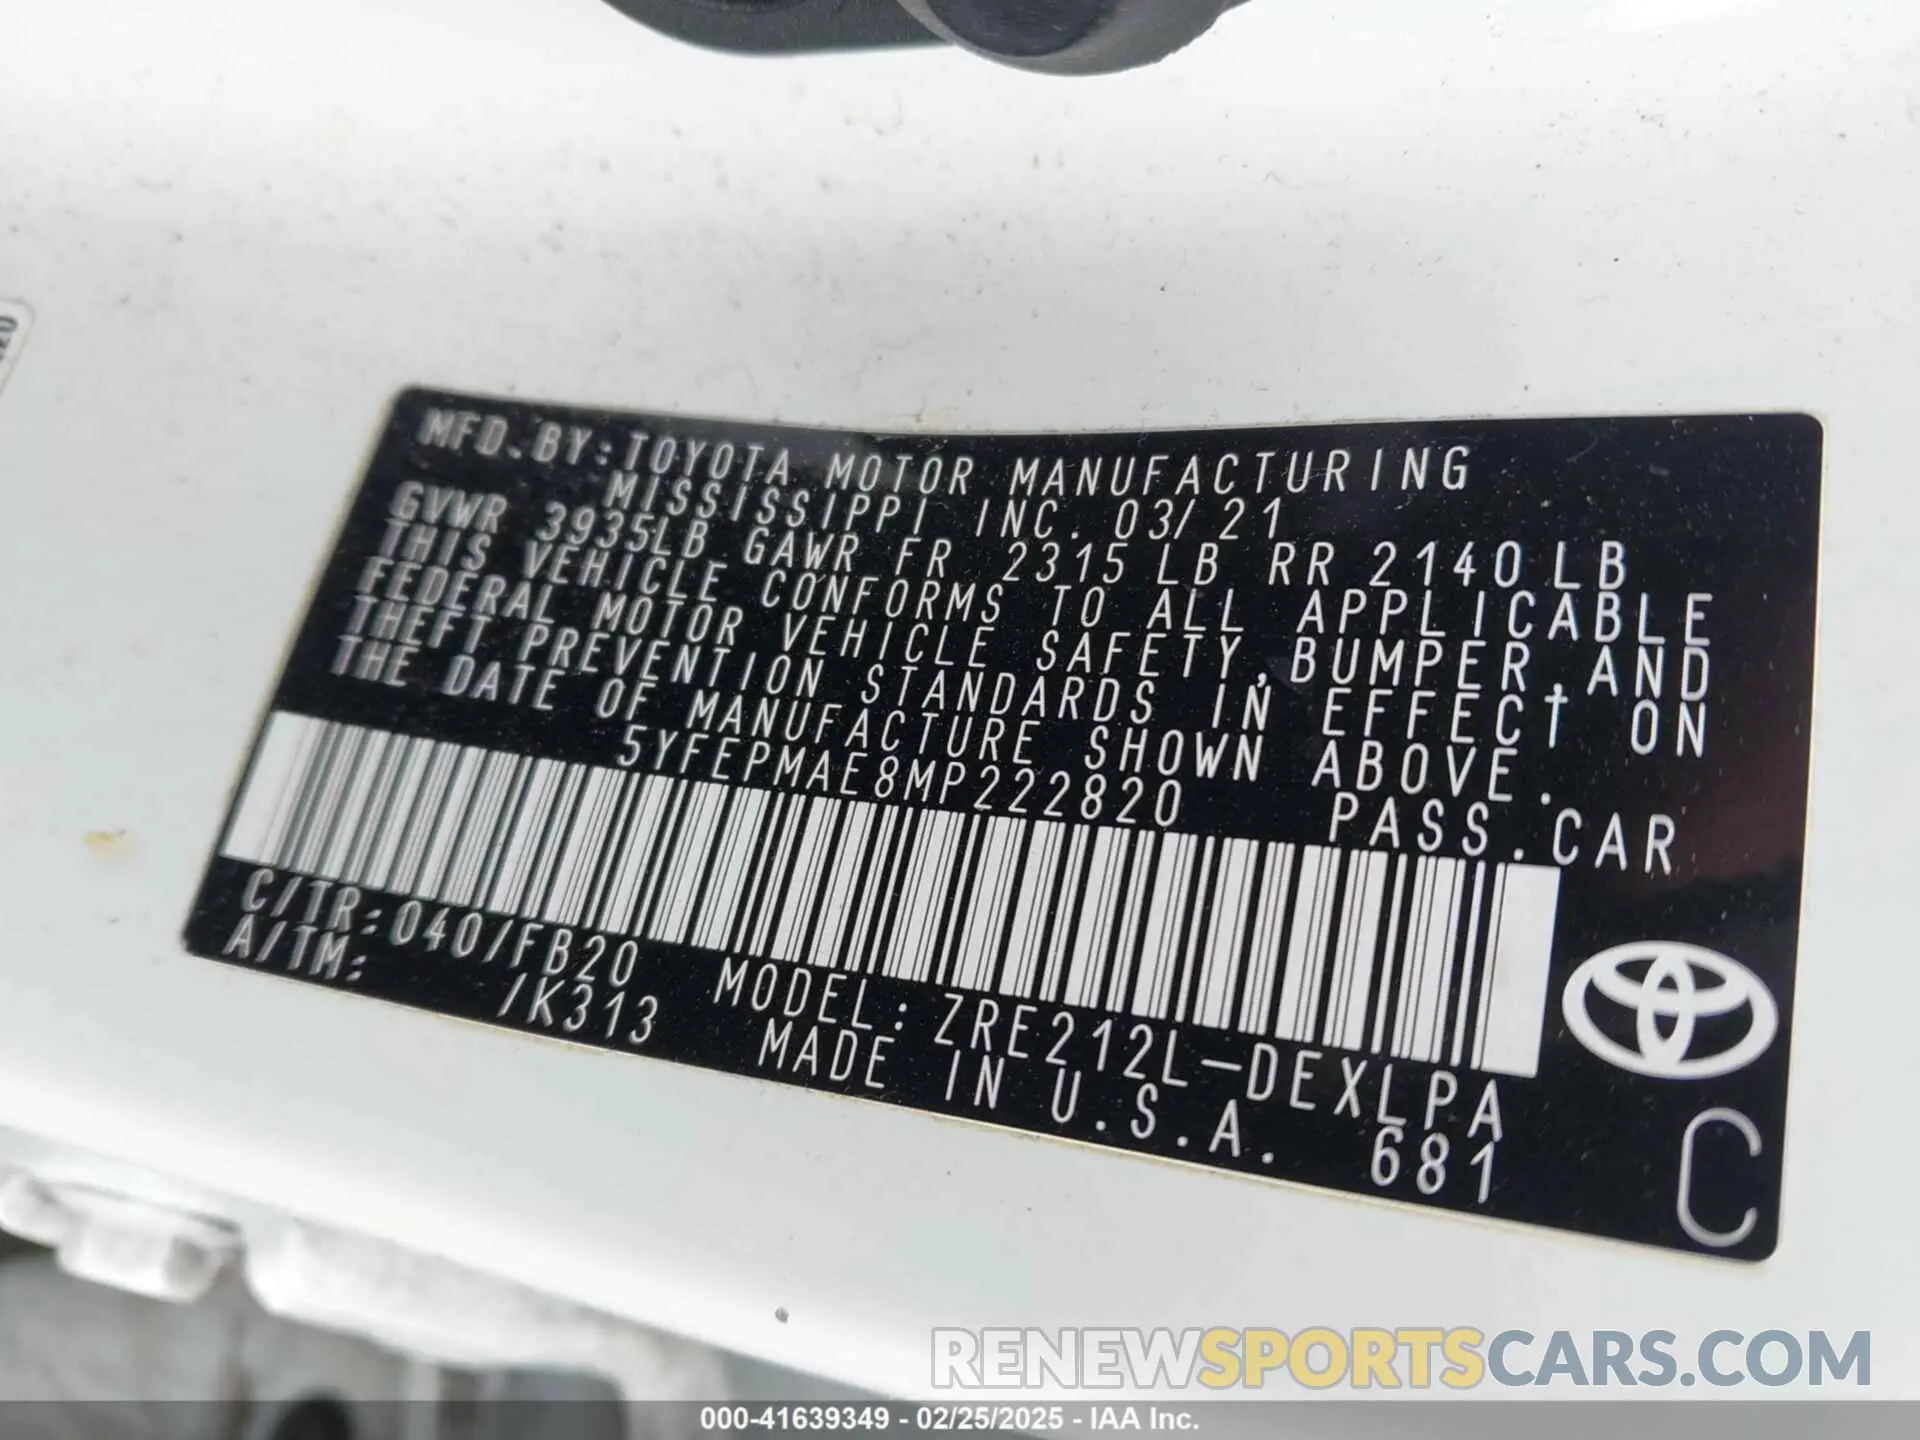 MFD.BY:TOYOTA MOTOR MANUFACTURING
MISSISSIPPI INC. 03/21
GVWR 3935LB GAWR FR 2315LB RR 2140LB
THIS VEHICLE CONFORMS TO ALL APPLICABLE
FEDERAL MOTOR VEHICLE SAFETY,BUMPER,AND
THEFT PREVENTION STANDARDS IN EFFECT ON
THE DATE OF MANUFACTURE SHOWN ABOVE.
5YFEPMAE8MP222820 PASS.CAR
C/TR:040/FB20 MODEL:ZRE212L-DEXLPA
A/TM: /K313 MADE IN U.S.A. 681
C
RENEWSPORTSCARS.COM
000-41639349 - 02/25/2025 - IAA Inc.